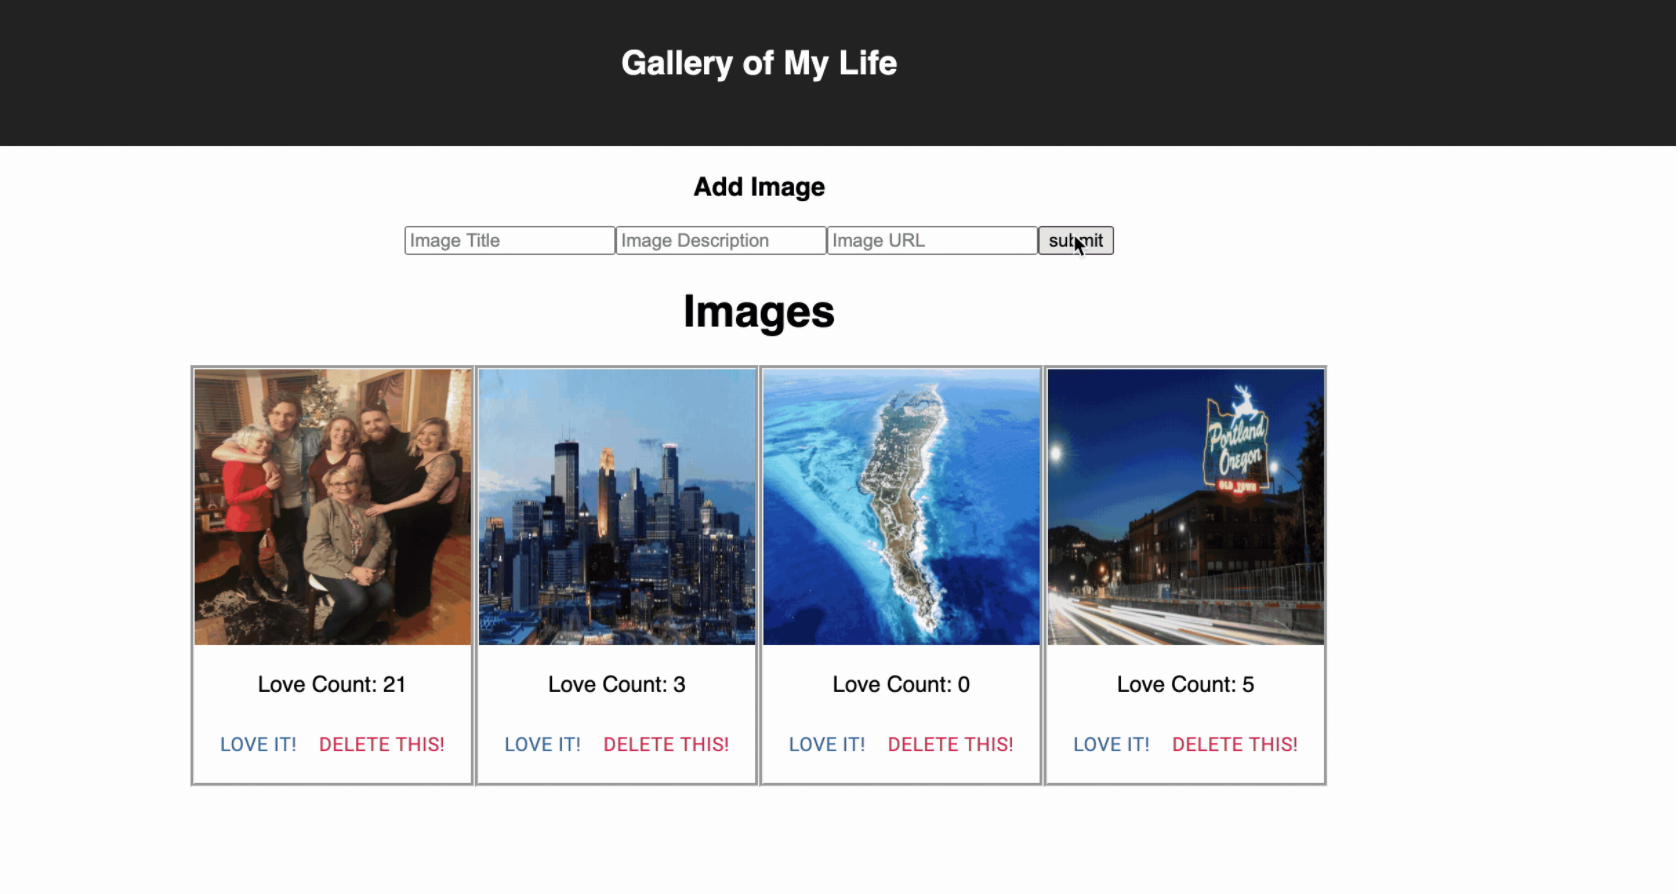 Gallery of My Life
Add Image
Image Title Image Description Image URL submit
Images
Portland
Oregon
OLD TOWN
Love Count: 21 Love Count: 3 Love Count: 0 Love Count: 5
LOVE IT! DELETE THIS! LOVE IT! DELETE THIS! LOVE IT! DELETE THIS! LOVE IT! DELETE THIS!